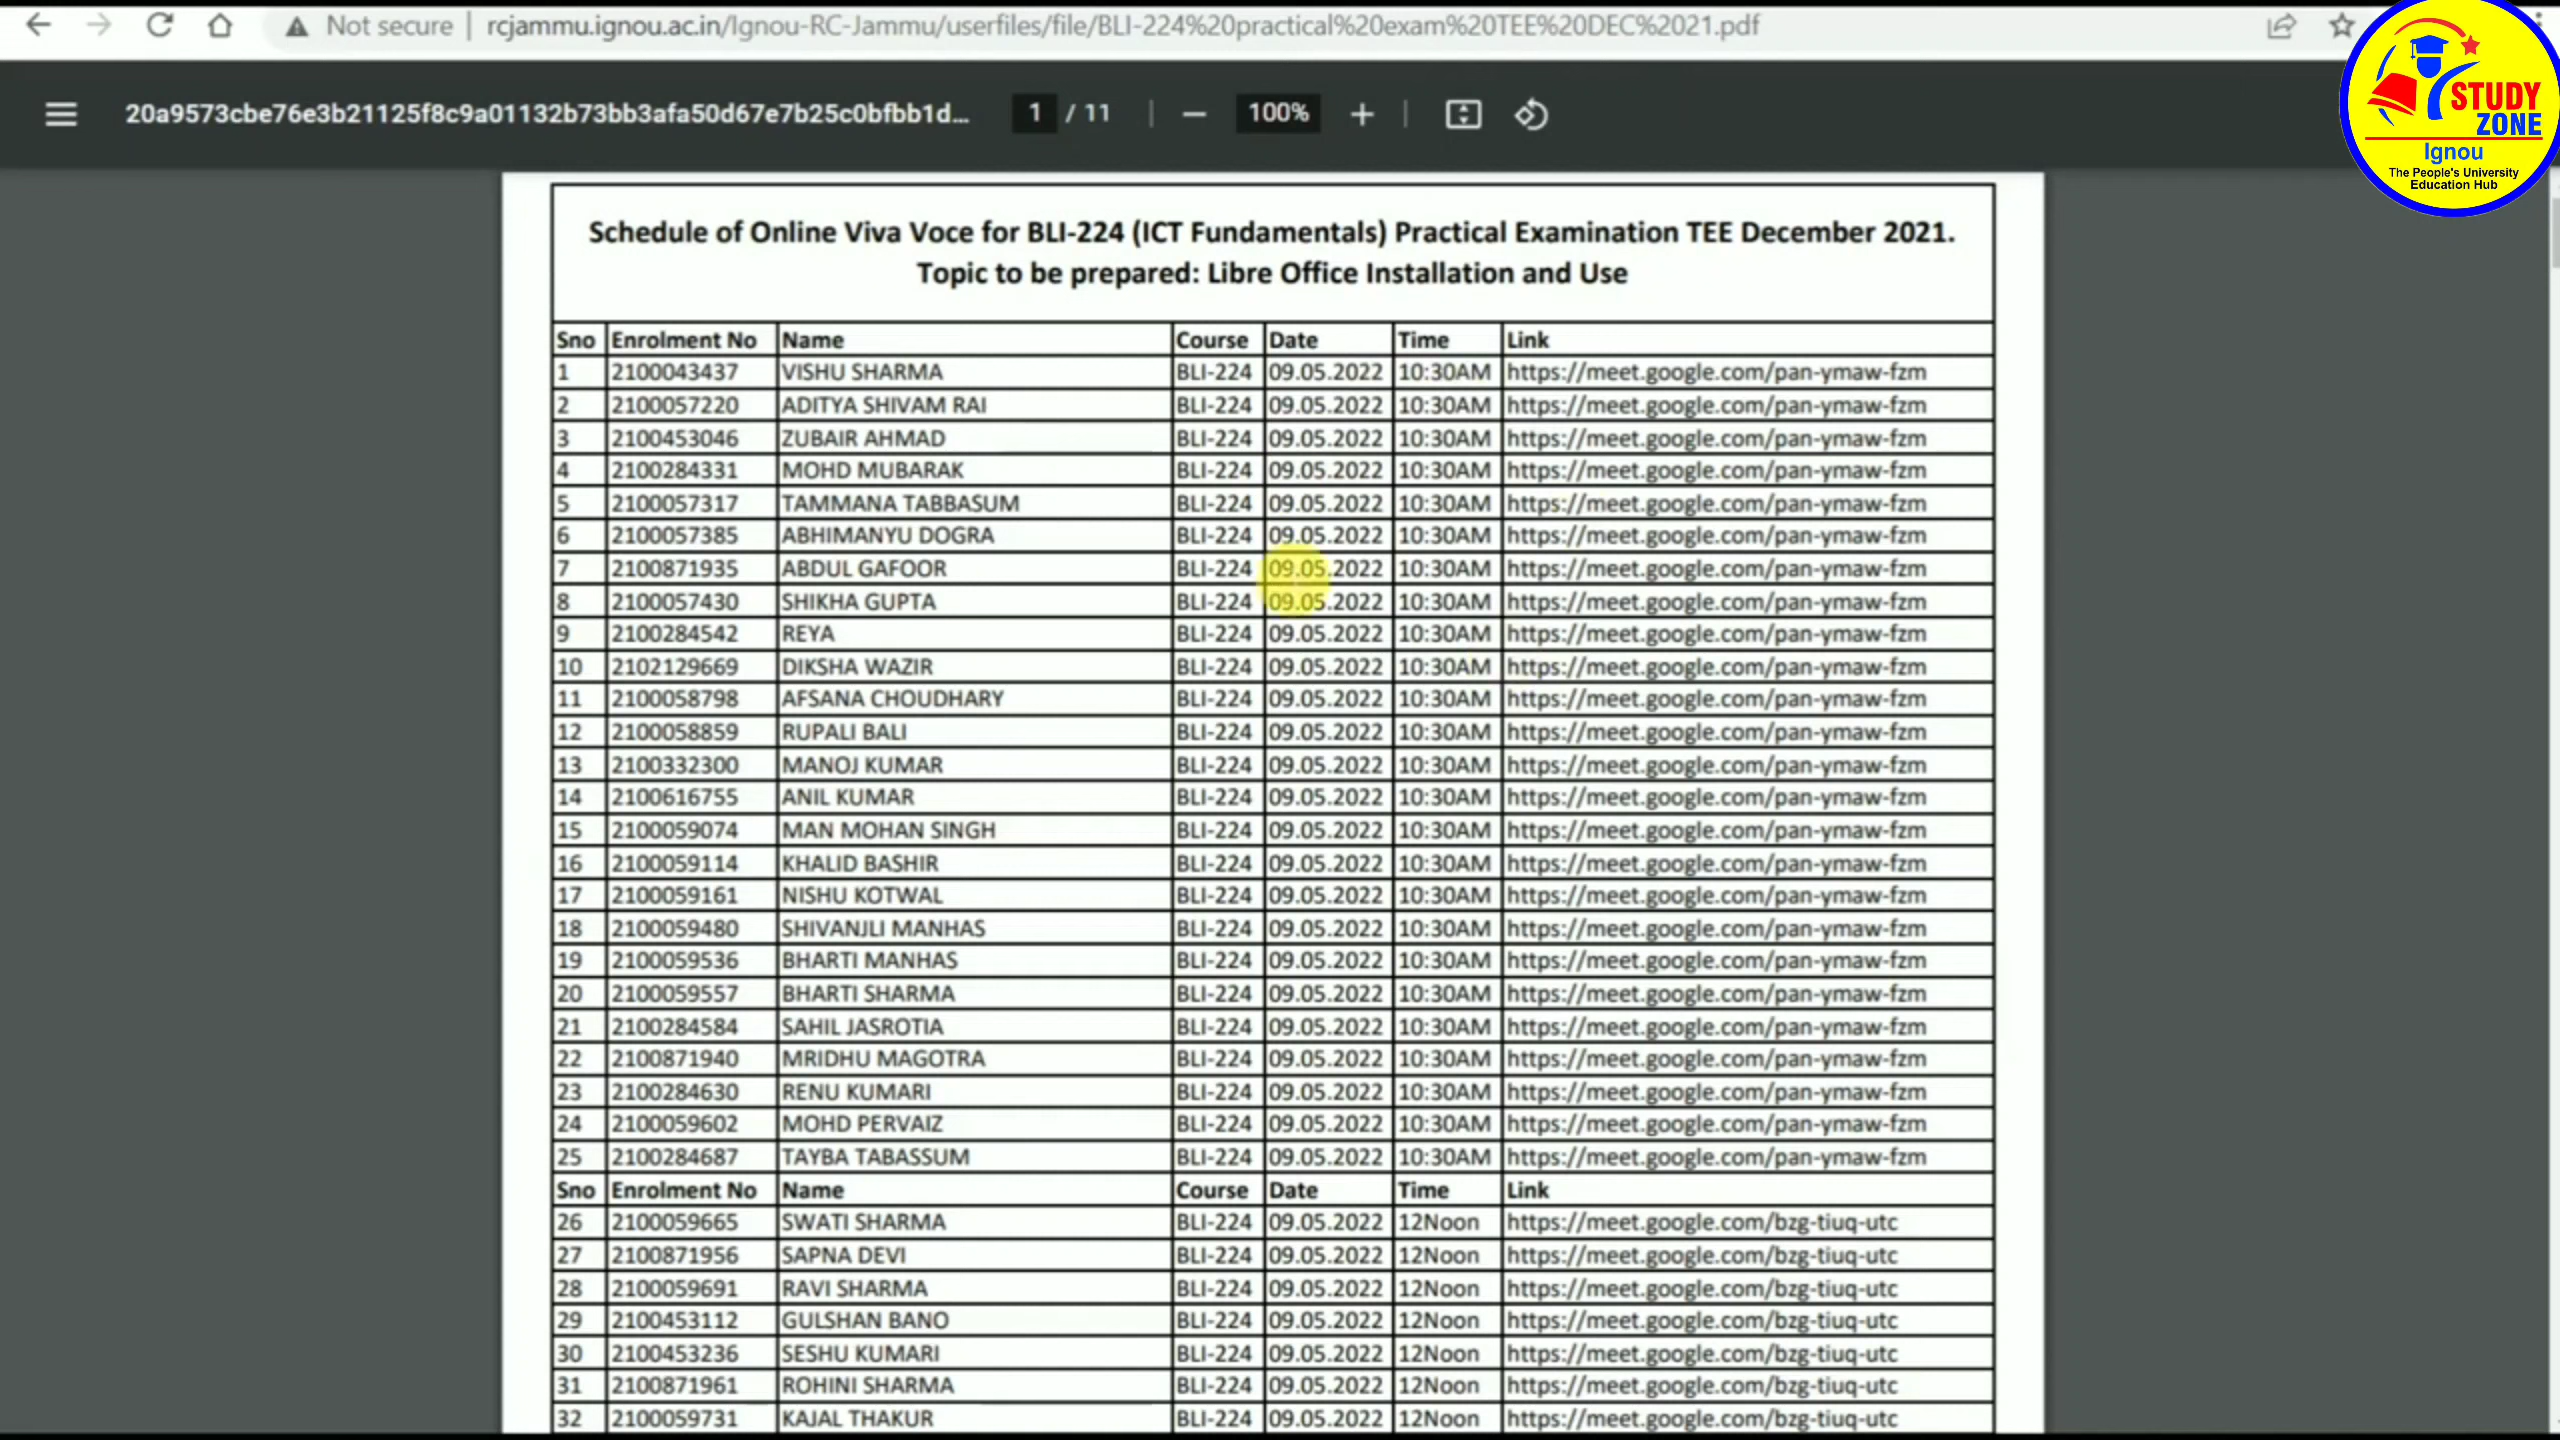 Not secure | rcjammu.ignou.ac.in/Ignou-RC-Jammu/userfiles/file/BLI-224%20practical%20exam%20TEE%20DEC%2021.pdf
20a9573cbe76e3b21125f8c9a01132b73bb3afa50d67e7b25c0bfbb1d... 1 / 11 100%
STUDY
ZONE
Ignou
The People's University
Education Hub
Schedule of Online Viva Voce for BLI-224 (ICT Fundamentals) Practical Examination TEE December 2021.
Topic to be prepared: Libre Office Installation and Use
Sno Enrolment No Name Course Date Time Link
1 2100043437 VISHU SHARMA BLI-224 09.05.2022 10:30AM https://meet.google.com/pan-ymaw-fzm
2 2100057220 ADITYA SHIVAM RAI BLI-224 09.05.2022 10:30AM https://meet.google.com/pan-ymaw-fzm
3 2100453046 ZUBAIR AHMAD BLI-224 09.05.2022 10:30AM https://meet.google.com/pan-ymaw-fzm
4 2100284331 MOHD MUBARAK BLI-224 09.05.2022 10:30AM https://meet.google.com/pan-ymaw-fzm
5 2100057317 TAMMANA TABBASUM BLI-224 09.05.2022 10:30AM https://meet.google.com/pan-ymaw-fzm
6 2100057385 ABHIMANYU DOGRA BLI-224 09.05.2022 10:30AM https://meet.google.com/pan-ymaw-fzm
7 2100871935 ABDUL GAFOOR BLI-224 09.05.2022 10:30AM https://meet.google.com/pan-ymaw-fzm
8 2100057430 SHIKHA GUPTA BLI-224 09.05.2022 10:30AM https://meet.google.com/pan-ymaw-fzm
9 2100284542 REYA BLI-224 09.05.2022 10:30AM https://meet.google.com/pan-ymaw-fzm
10 2102129669 DIKSHA WAZIR BLI-224 09.05.2022 10:30AM https://meet.google.com/pan-ymaw-fzm
11 2100058798 AFSANA CHOUDHARY BLI-224 09.05.2022 10:30AM https://meet.google.com/pan-ymaw-fzm
12 2100058859 RUPALI BALI BLI-224 09.05.2022 10:30AM https://meet.google.com/pan-ymaw-fzm
13 2100332300 MANOJ KUMAR BLI-224 09.05.2022 10:30AM https://meet.google.com/pan-ymaw-fzm
14 2100616755 ANIL KUMAR BLI-224 09.05.2022 10:30AM https://meet.google.com/pan-ymaw-fzm
15 2100059074 MAN MOHAN SINGH BLI-224 09.05.2022 10:30AM https://meet.google.com/pan-ymaw-fzm
16 2100059114 KHALID BASHIR BLI-224 09.05.2022 10:30AM https://meet.google.com/pan-ymaw-fzm
17 2100059161 NISHU KOTWAL BLI-224 09.05.2022 10:30AM https://meet.google.com/pan-ymaw-fzm
18 2100059480 SHIVANJLI MANHAS BLI-224 09.05.2022 10:30AM https://meet.google.com/pan-ymaw-fzm
19 2100059536 BHARTI MANHAS BLI-224 09.05.2022 10:30AM https://meet.google.com/pan-ymaw-fzm
20 2100059557 BHARTI SHARMA BLI-224 09.05.2022 10:30AM https://meet.google.com/pan-ymaw-fzm
21 2100284584 SAHIL JASROTIA BLI-224 09.05.2022 10:30AM https://meet.google.com/pan-ymaw-fzm
22 2100871940 MRIDHU MAGOTRA BLI-224 09.05.2022 10:30AM https://meet.google.com/pan-ymaw-fzm
23 2100284630 RENU KUMARI BLI-224 09.05.2022 10:30AM https://meet.google.com/pan-ymaw-fzm
24 2100059602 MOHD PERVAIZ BLI-224 09.05.2022 10:30AM https://meet.google.com/pan-ymaw-fzm
25 2100284687 TAYBA TABASSUM BLI-224 09.05.2022 10:30AM https://meet.google.com/pan-ymaw-fzm
Sno Enrolment No Name Course Date Time Link
26 2100059665 SWATI SHARMA BLI-224 09.05.2022 12Noon https://meet.google.com/bzg-tiuq-utc
27 2100871956 SAPNA DEVI BLI-224 09.05.2022 12Noon https://meet.google.com/bzg-tiuq-utc
28 2100059691 RAVI SHARMA BLI-224 09.05.2022 12Noon https://meet.google.com/bzg-tiuq-utc
29 2100453112 GULSHAN BANO BLI-224 09.05.2022 12Noon https://meet.google.com/bzg-tiuq-utc
30 2100453236 SESHU KUMARI BLI-224 09.05.2022 12Noon https://meet.google.com/bzg-tiuq-utc
31 2100871961 ROHINI SHARMA BLI-224 09.05.2022 12Noon https://meet.google.com/bzg-tiuq-utc
32 2100059731 KAJAL THAKUR BLI-224 09.05.2022 12Noon https://meet.google.com/bzg-tiuq-utc